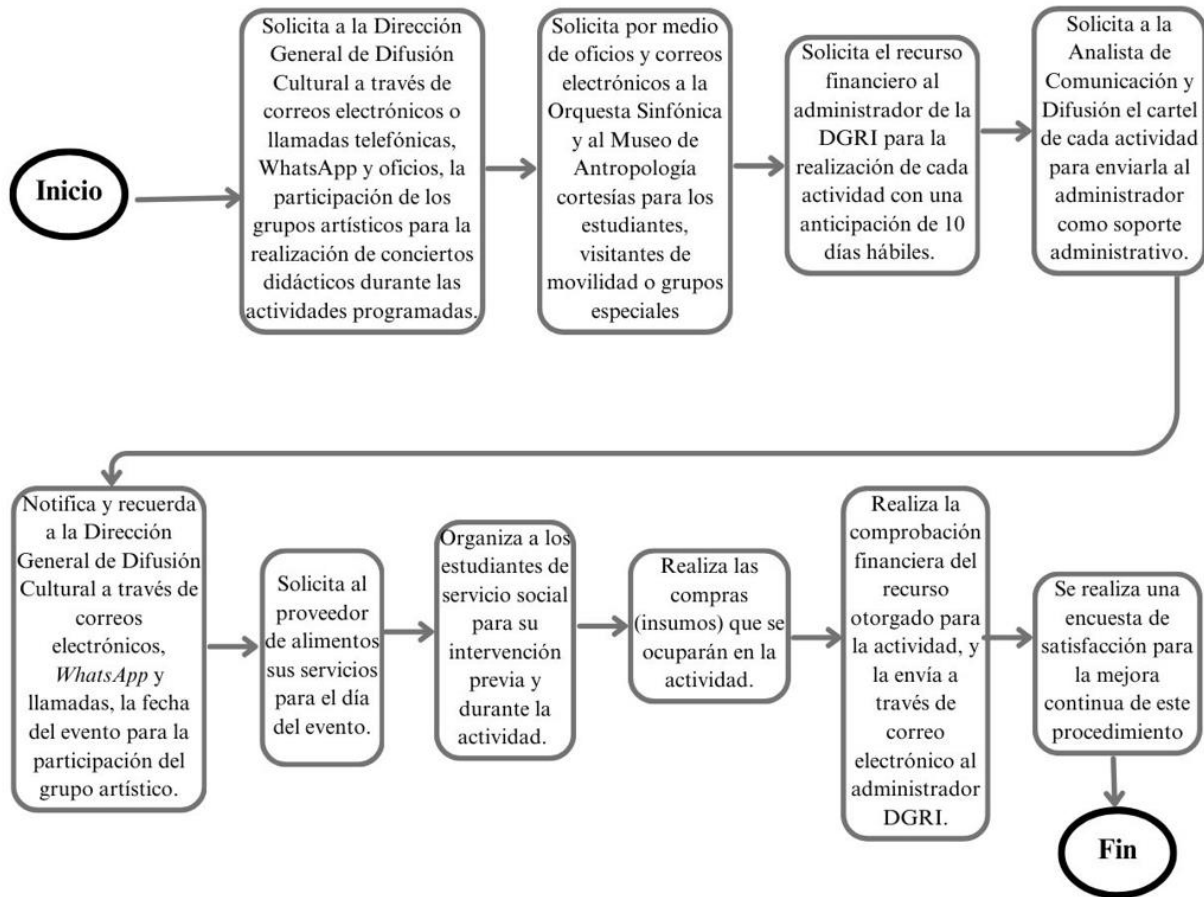 Inicio
Solicita a la Dirección
General de Difusión
Cultural a través de
correos electrónicos o
llamadas telefónicas,
WhatsApp y oficios, la
participación de los
grupos artísticos para la
realización de conciertos
didácticos durante las
actividades programadas.
Solicita por medio
de oficios y correos
electrónicos a la
Orquesta Sinfónica
y al Museo de
Antropología
cortesías para los
estudiantes,
visitantes de
movilidad o grupos
especiales
Solicita el recurso
financiero al
administrador de la
DGRI para la
realización de cada
actividad con una
anticipación de 10
días hábiles.
Solicita a la
Analista de
Comunicación y
Difusión el cartel
de cada actividad
para enviarla al
administrador
como soporte
administrativo.
Notifica y recuerda
a la Dirección
General de Difusión
Cultural a través de
correos
electrónicos,
WhatsApp y
llamadas, la fecha
del evento para la
participación del
grupo artístico.
Solicita al
proveedor
de alimentos
sus servicios
para el día
del evento.
Organiza a los
estudiantes de
servicio social
para su
intervención
previa y
durante la
actividad.
Realiza las
compras
(insumos) que se
ocuparán en la
actividad.
Realiza la
comprobación
financiera del
recurso
otorgado para
la actividad, y
la envía a
través de
correo
electrónico al
administrador
DGRI.
Se realiza una
encuesta de
satisfacción para
la mejora
continua de este
procedimiento
Fin